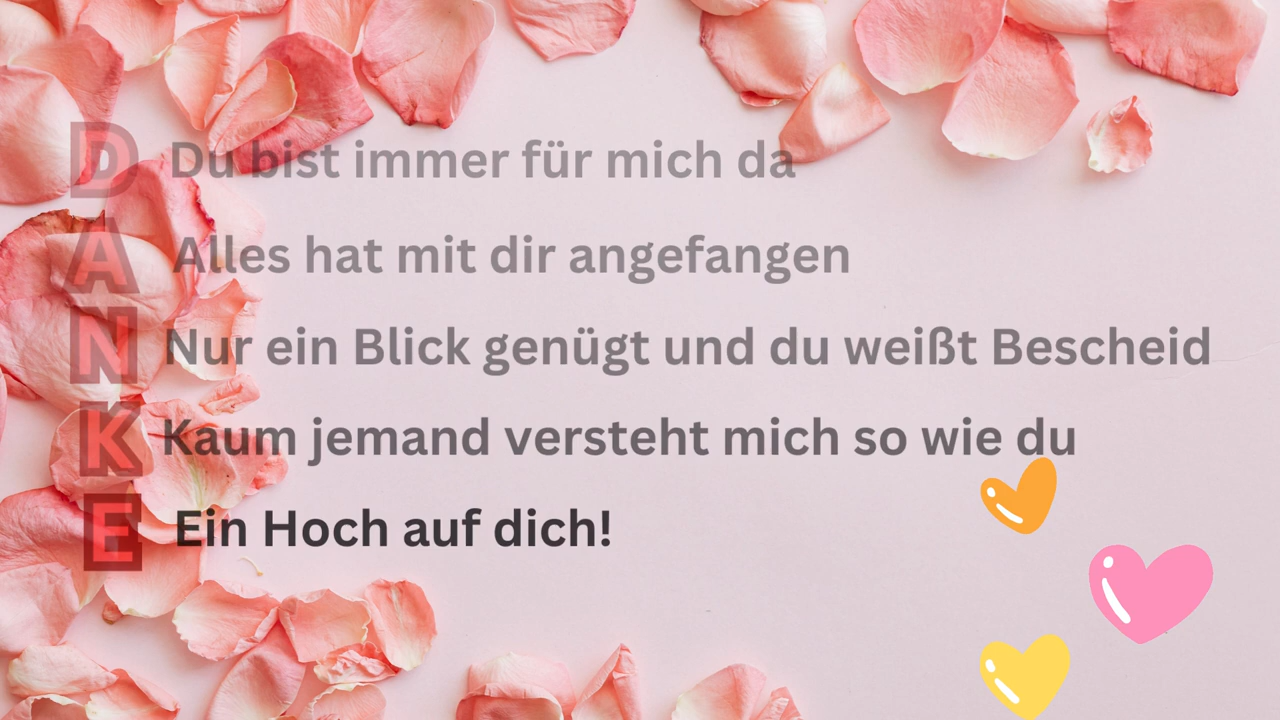 D Du bist immer für mich da
A Alles hat mit dir angefangen
N Nur ein Blick genügt und du weißt Bescheid
K Kaum jemand versteht mich so wie du
E Ein Hoch auf dich!